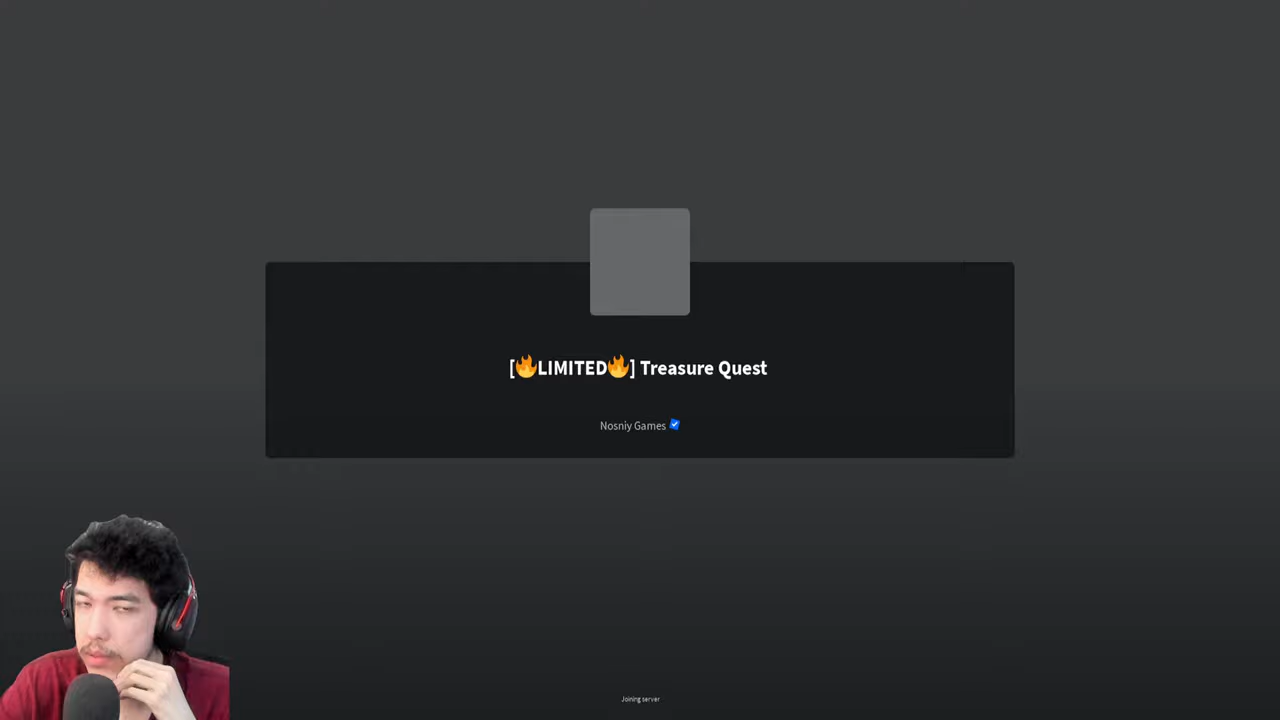 [🔥LIMITED🔥] Treasure Quest
Nosniy Games
Joining server